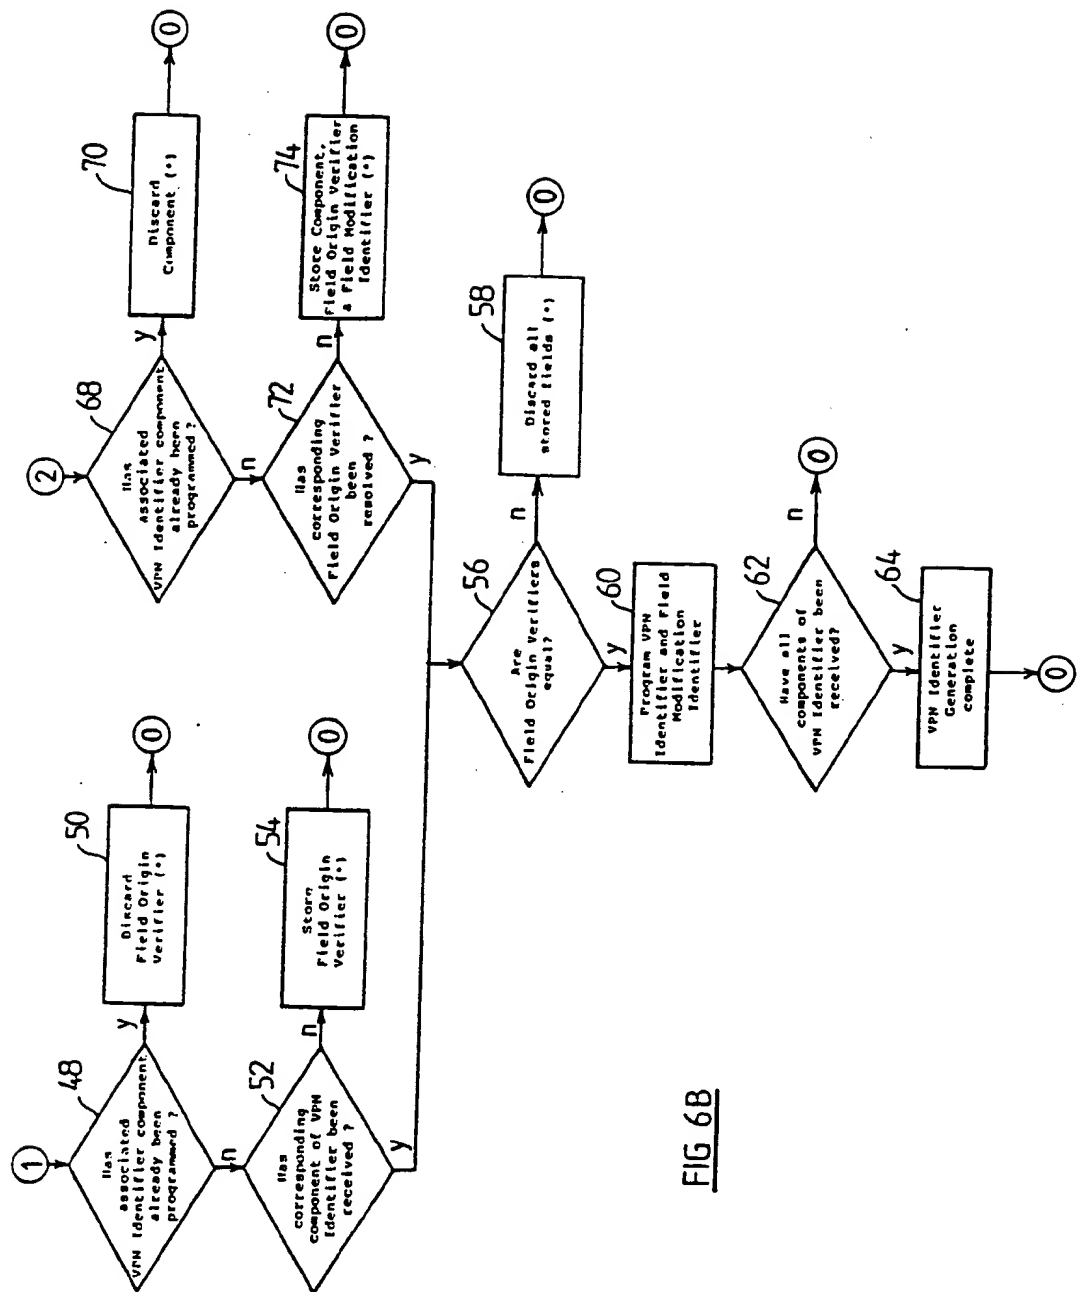 1
48
Has
associated
VPN Identifier component
already been
programmed ?
y
50
Discard
Field Origin
Verifier (*)
0
n
52
Has
corresponding
component of VPN
Identifier been
received ?
n
54
Store
Field Origin
Verifier (*)
0
y
2
68
Has
associated
VPN Identifier component
already been
programmed ?
y
70
Discard
Component (*)
0
n
72
Has
corresponding
Field Origin Verifier
been
resolved ?
n
74
Store Component,
Field Origin Verifier
& Field Modification
Identifier (*)
0
y
56
Are
Field Origin Verifiers
equal?
n
58
Discard all
stored fields (*)
0
y
60
Program VPN
Identifier and Field
Modification
Identifier
62
Have all
components of
VPN Identifier been
received?
n
0
y
64
VPN Identifier
Generation
complete
0
FIG 6B